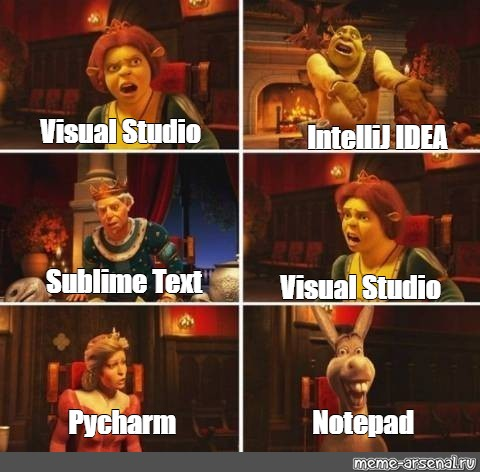 Visual Studio
IntelliJ IDEA
Sublime Text
Visual Studio
Pycharm
Notepad
meme-arsenal.ru